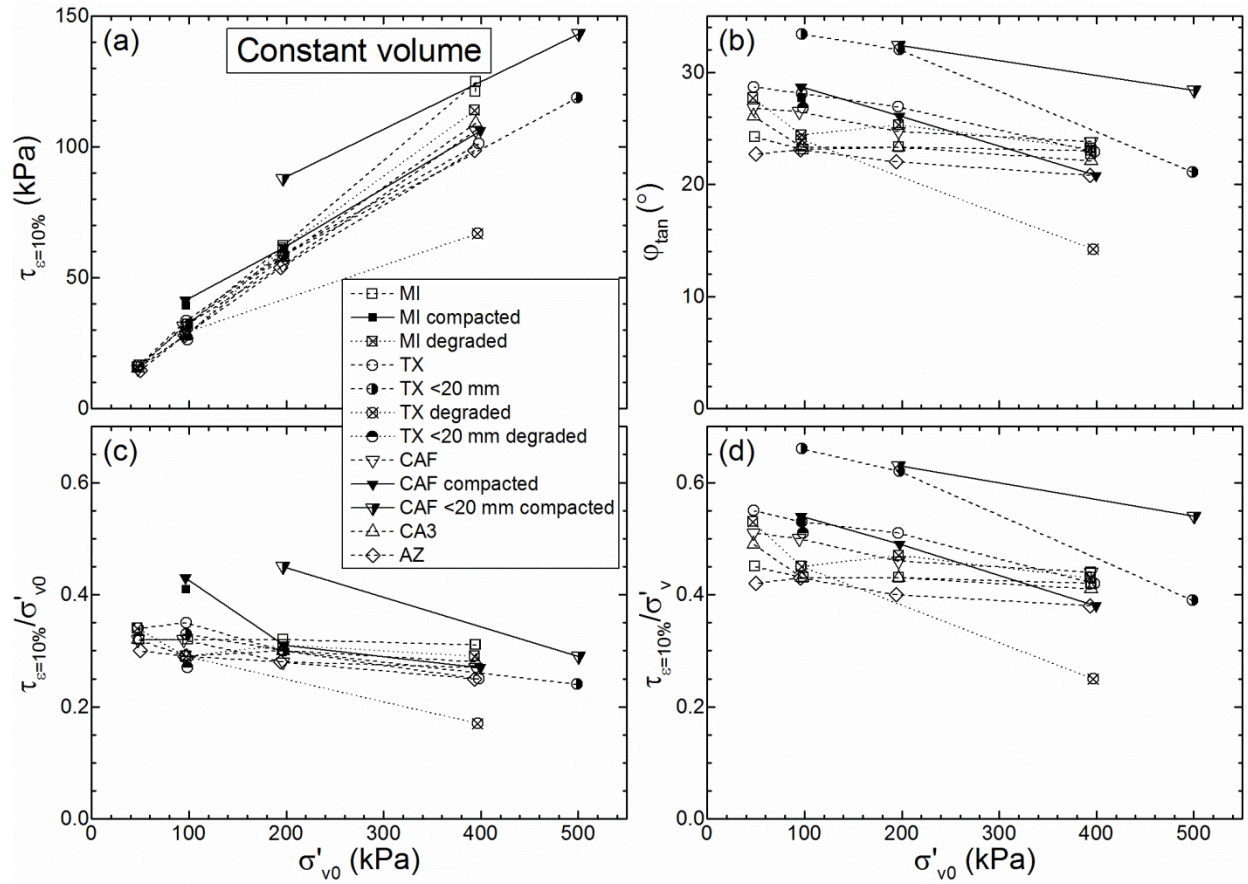 (a)
Constant volume
150
100
50
0
τε=10% (kPa)
(b)
30
20
10
0
φtan (°)
MI
MI compacted
MI degraded
TX
TX <20 mm
TX degraded
TX <20 mm degraded
CAF
CAF compacted
CAF <20 mm compacted
CA3
AZ
(c)
0.6
0.4
0.2
0.0
τε=10%/σ'v0
0 100 200 300 400 500
σ'v0 (kPa)
(d)
0.6
0.4
0.2
0.0
τε=10%/σ'v
0 100 200 300 400 500
σ'v0 (kPa)